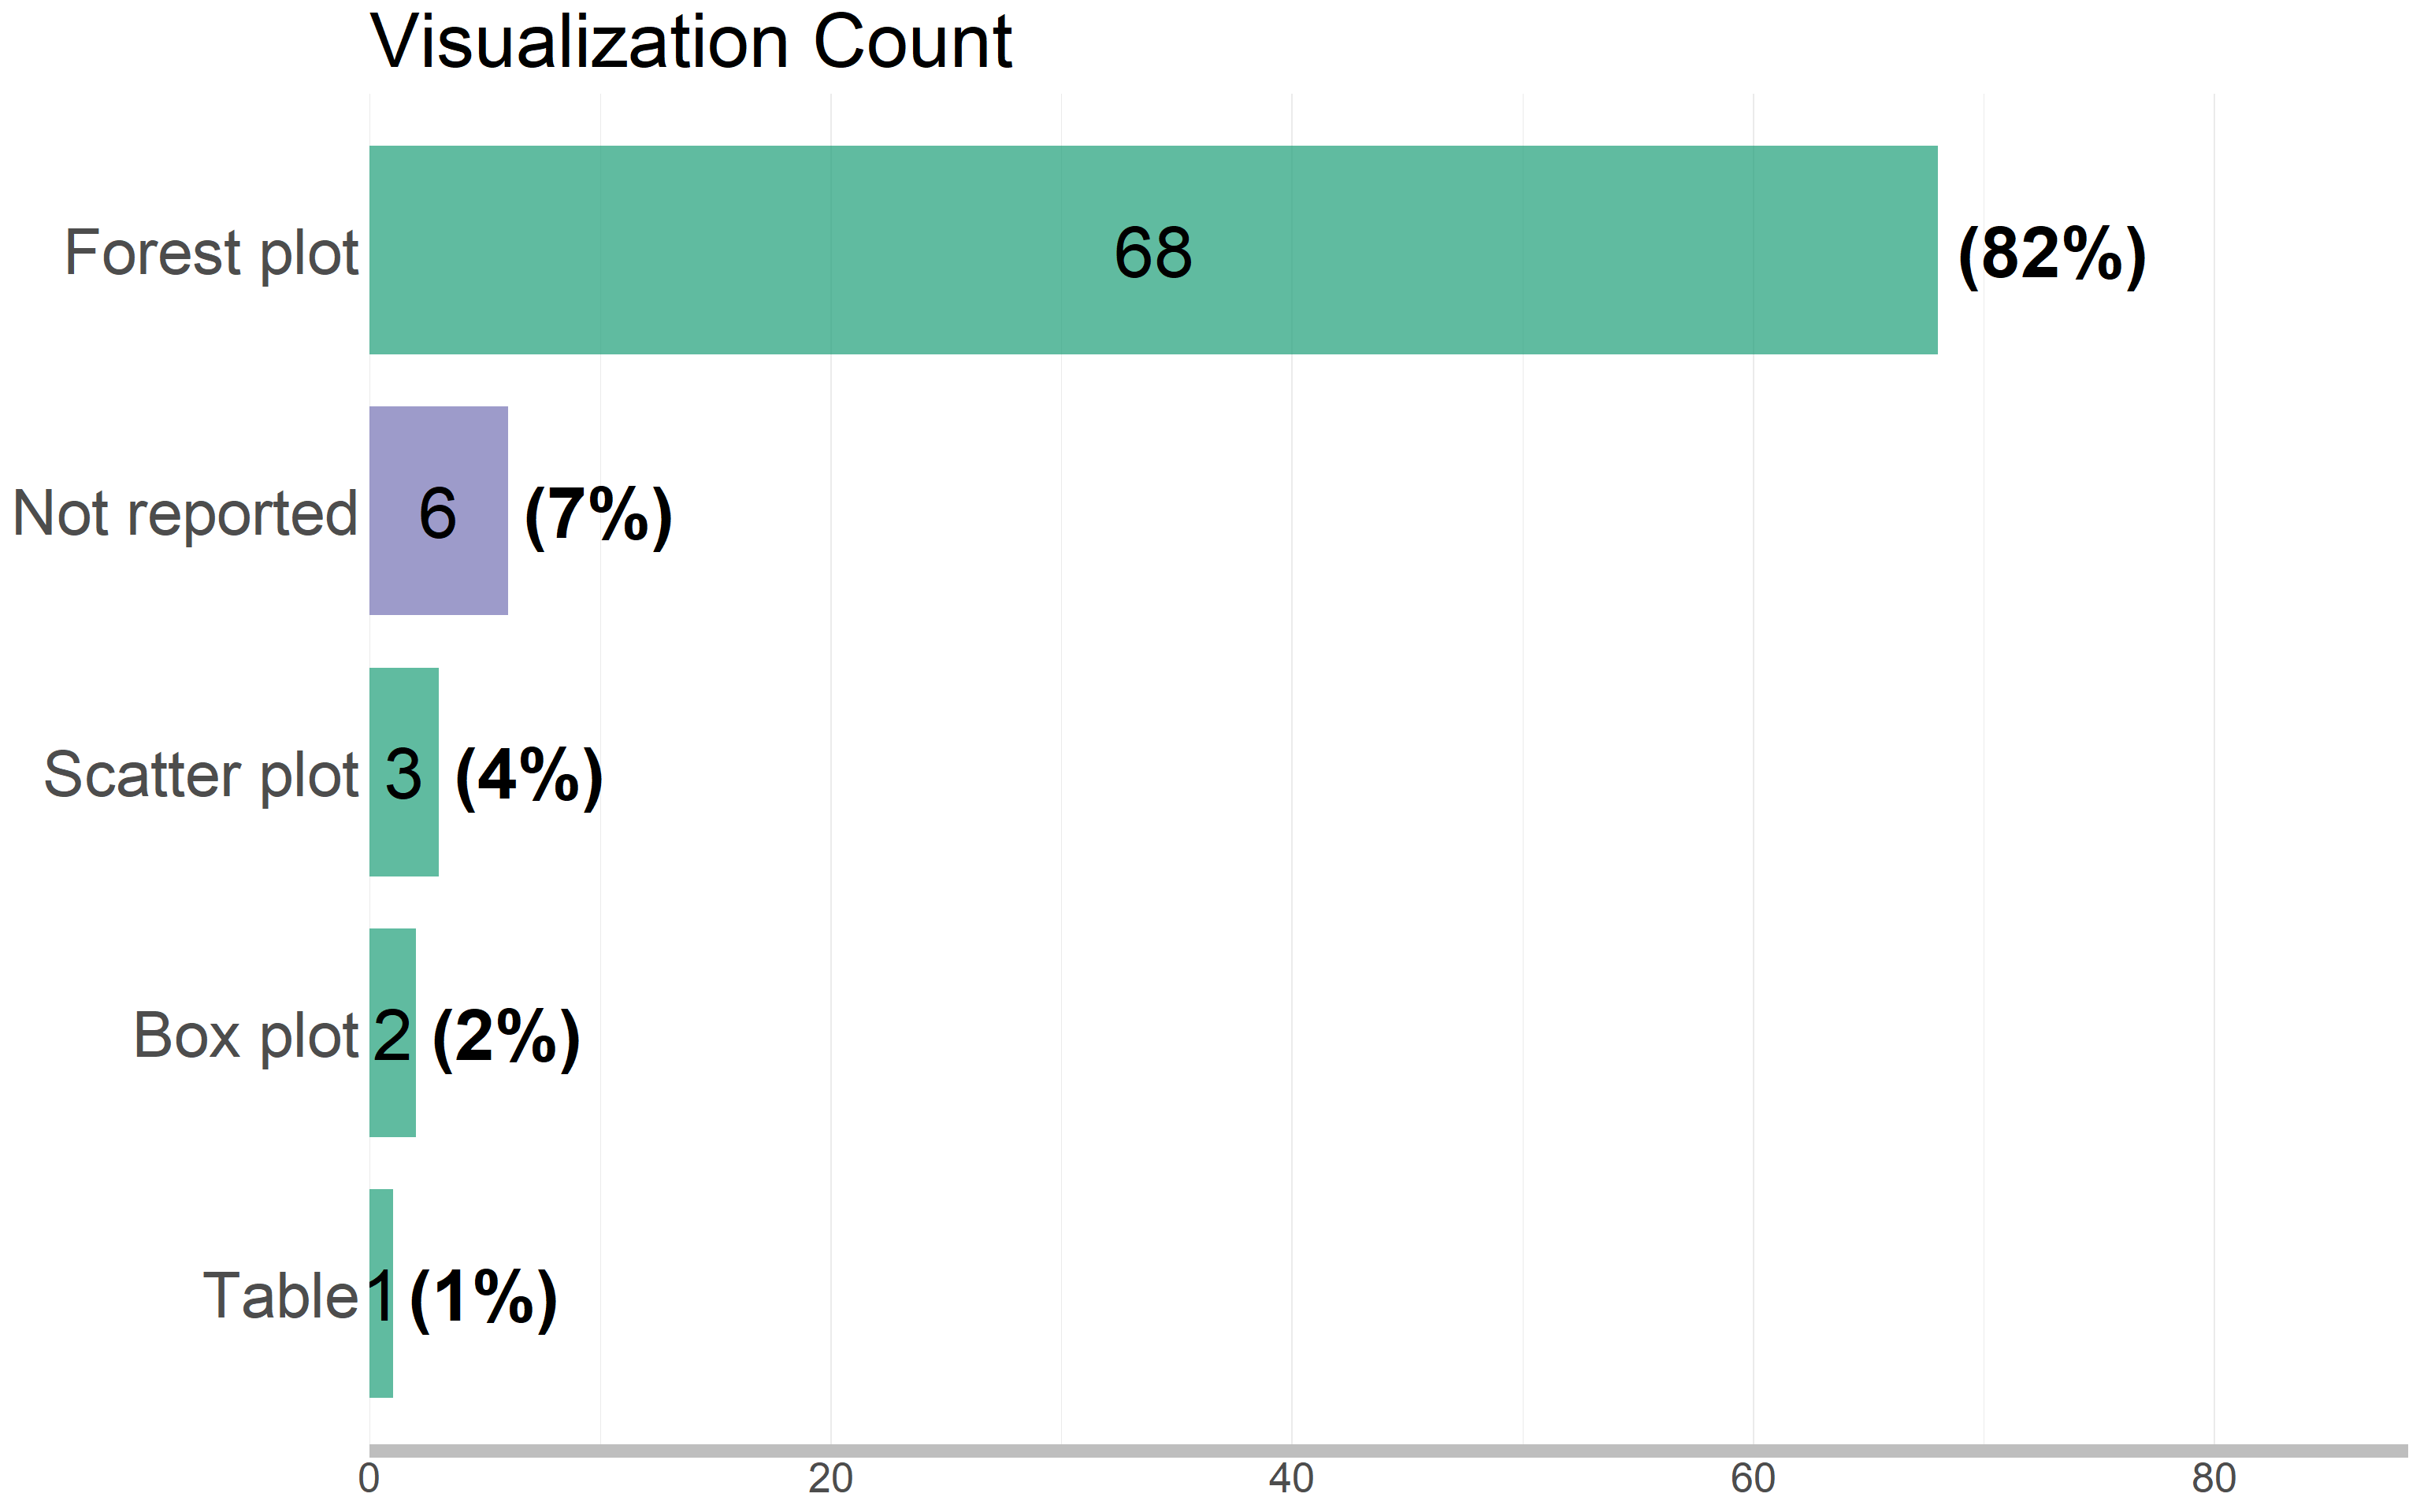 Visualization Count
Forest plot 68 (82%)
Not reported 6 (7%)
Scatter plot 3 (4%)
Box plot 2 (2%)
Table 1 (1%)
0 20 40 60 80